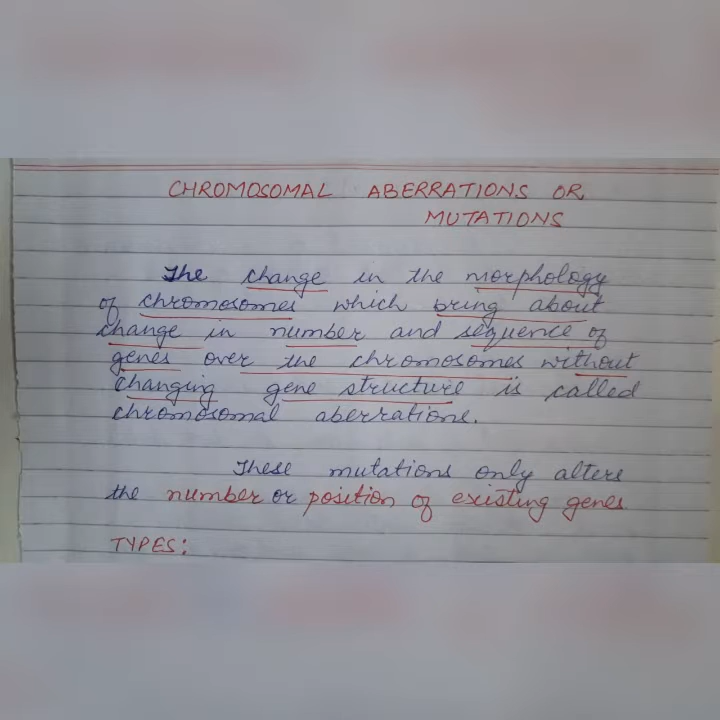 CHROMOSOMAL ABERRATIONS OR
MUTATIONS
The change in the morphology
of chromosomes which bring about
change in number and sequence of
genes over the chromosomes without
changing gene structure is called
chromosomal aberrations.
These mutations only alters
the number or position of existing genes
TYPES: